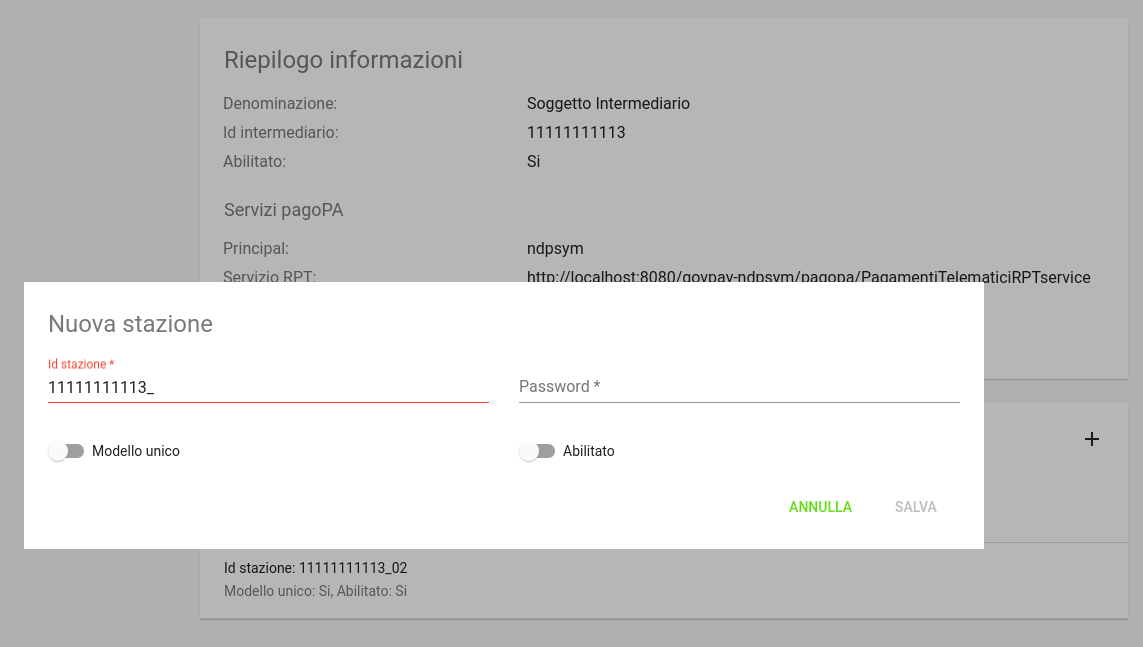 Riepilogo informazioni
Denominazione: Soggetto Intermediario
Id intermediario: 11111111113
Abilitato: Si
Servizi pagoPA
Principal: ndpsym
Servizio RPT: http://localhost:8080/govpay-ndpsym/pagopa/PagamentiTelematiciRPTservice
Nuova stazione
Id stazione *
11111111113_
Password *
Modello unico
Abilitato
ANNULLA
SALVA
Id stazione: 11111111113_02
Modello unico: Si, Abilitato: Si